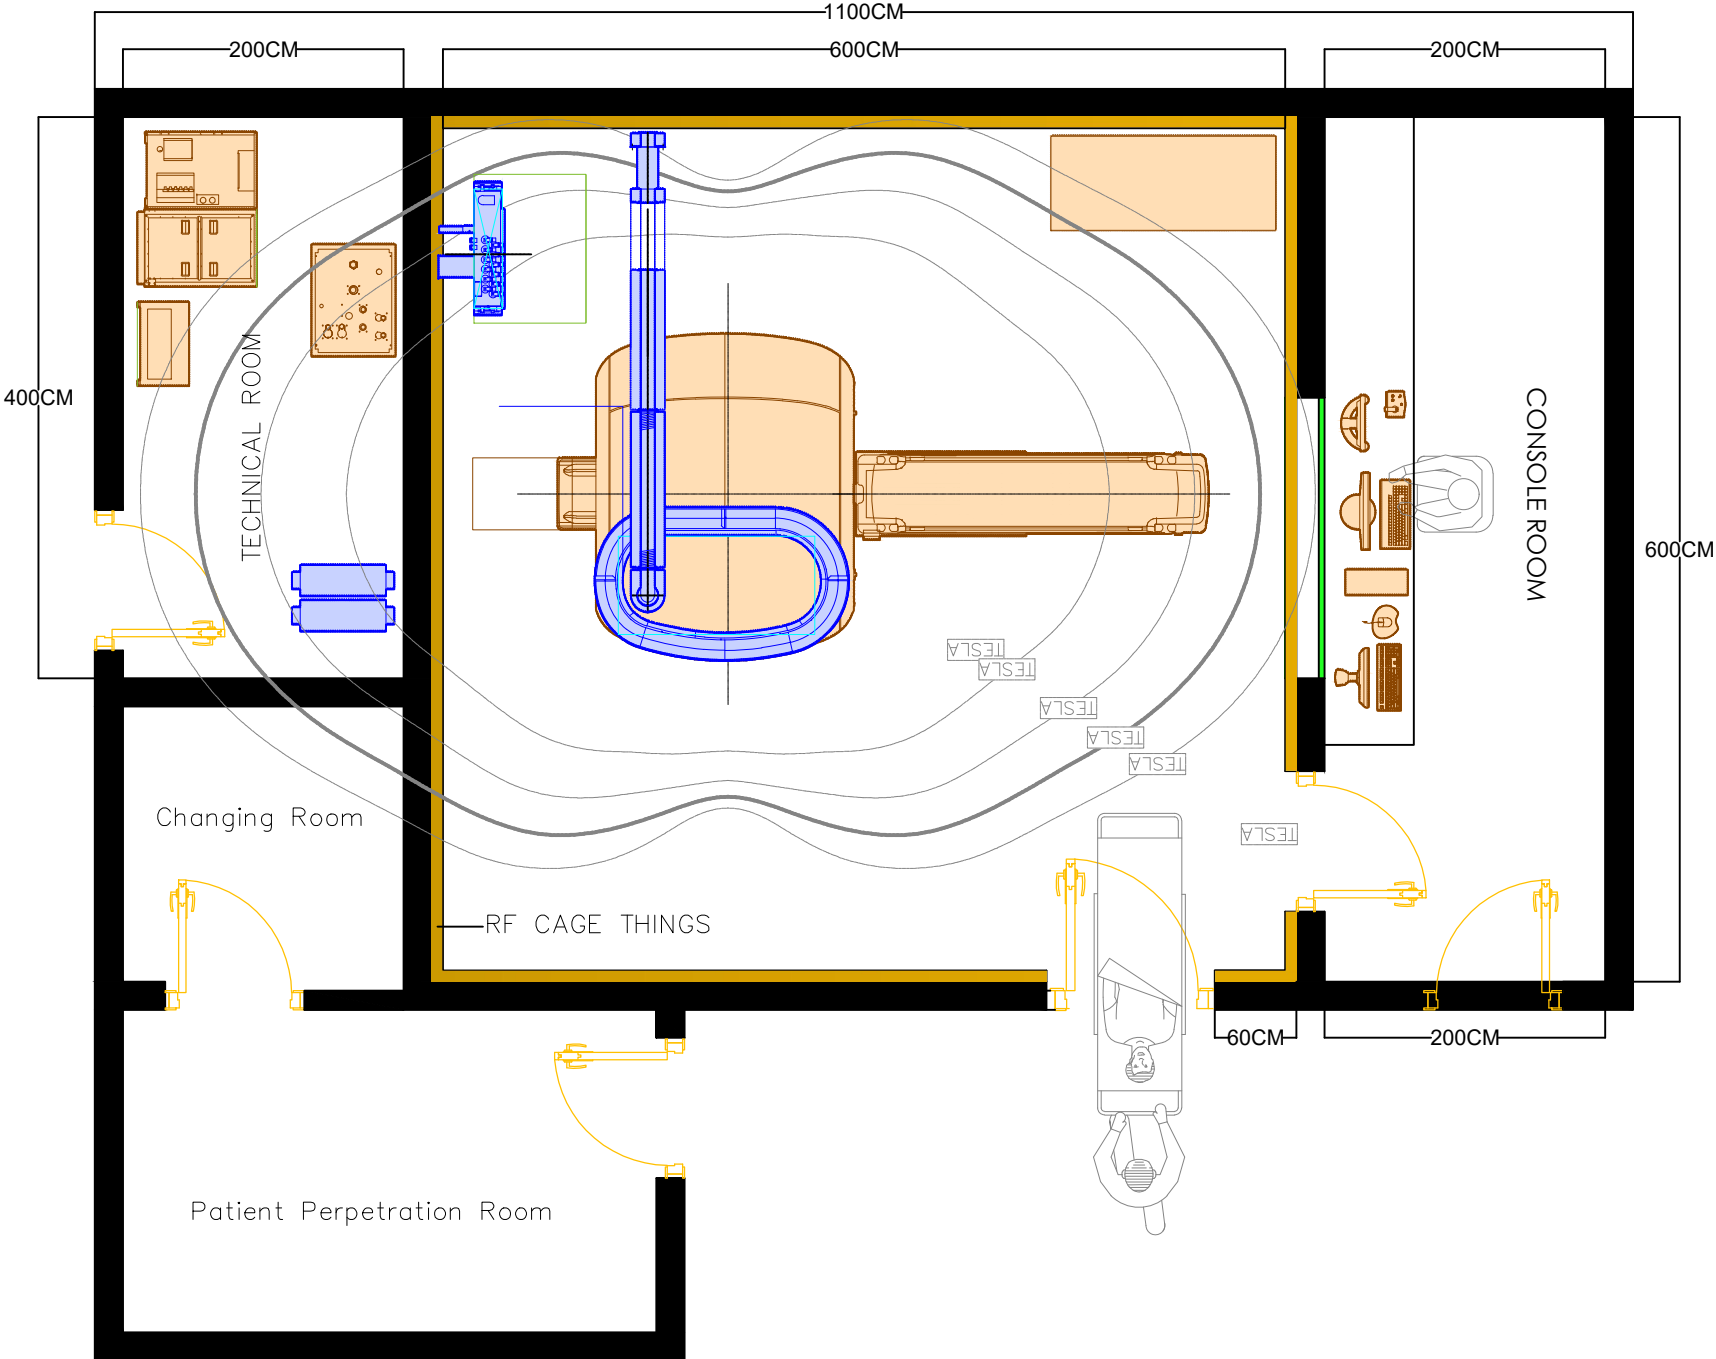 1100CM
200CM
600CM
200CM
400CM
TECHNICAL ROOM
CONSOLE ROOM
600CM
TESLA
TESLA
TESLA
TESLA
TESLA
TESLA
Changing Room
RF CAGE THINGS
60CM
200CM
Patient Perpetration Room